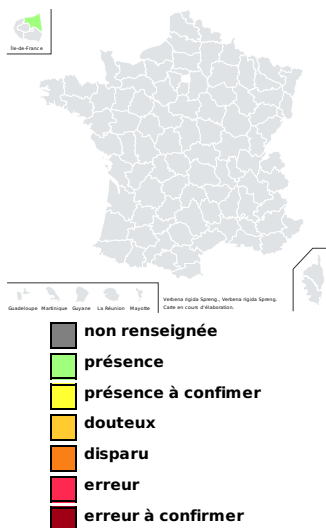 Île-de-France
Guadeloupe Martinique Guyane La Réunion Mayotte
Verbena rigida Spreng., Verbena rigida Spreng.
Carte en cours d'élaboration.
non renseignée
présence
présence à confimer
douteux
disparu
erreur
erreur à confirmer